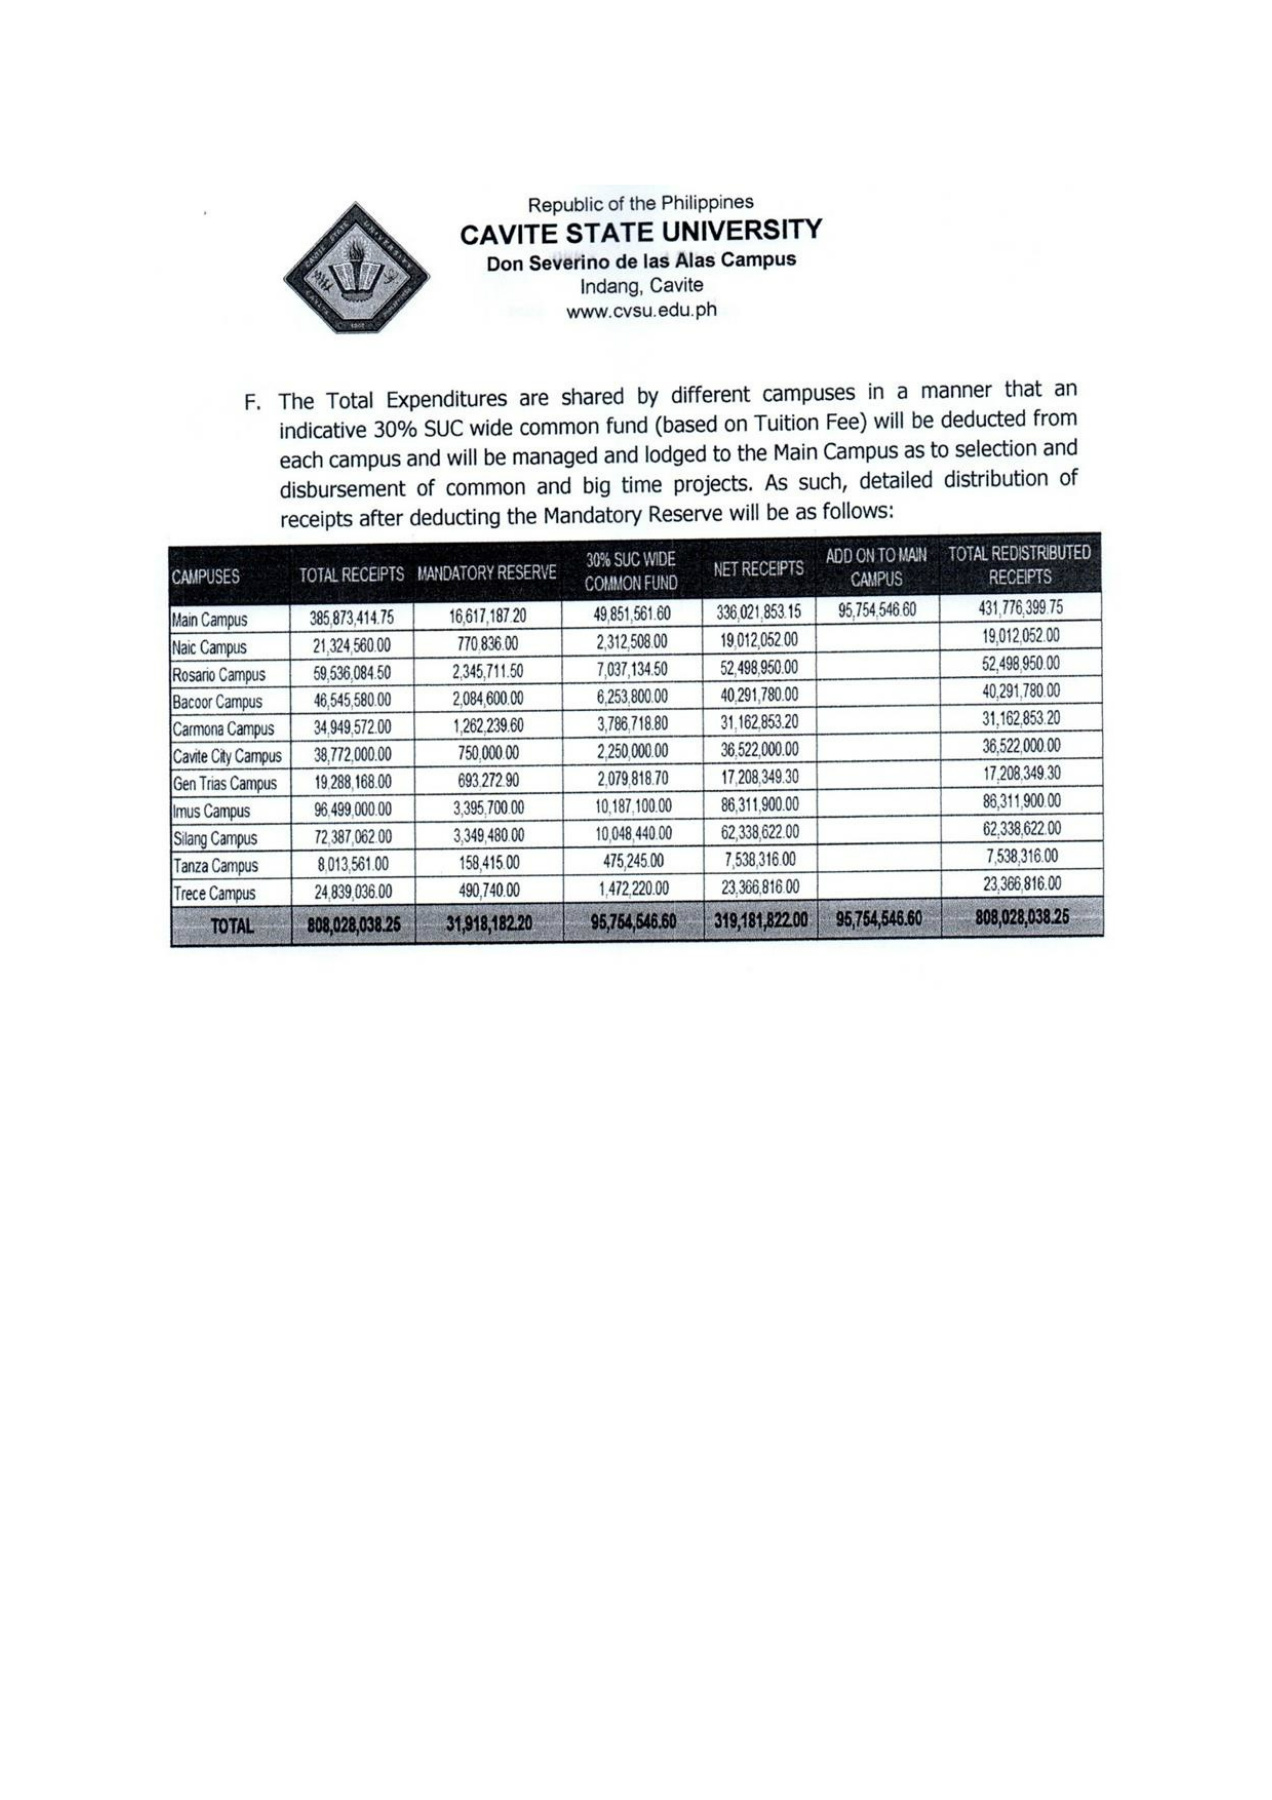 Republic of the Philippines
CAVITE STATE UNIVERSITY
Don Severino de las Alas Campus
Indang, Cavite
www.cvsu.edu.ph
F. The Total Expenditures are shared by different campuses in a manner that an
indicative 30% SUC wide common fund (based on Tuition Fee) will be deducted from
each campus and will be managed and lodged to the Main Campus as to selection and
disbursement of common and big time projects. As such, detailed distribution of
receipts after deducting the Mandatory Reserve will be as follows:
CAMPUSES TOTAL RECEIPTS MANDATORY RESERVE 30% SUC WIDE COMMON FUND NET RECEIPTS ADD ON TO MAIN CAMPUS TOTAL REDISTRIBUTED RECEIPTS
Main Campus 385,873,414.75 16,617,187.20 49,851,561.60 336,021,853.15 95,754,546.60 431,776,399.75
Naic Campus 21,324,560.00 770,836.00 2,312,508.00 19,012,052.00 19,012,052.00
Rosario Campus 59,536,084.50 2,345,711.50 7,037,134.50 52,498,950.00 52,498,950.00
Bacoor Campus 46,545,580.00 2,084,600.00 6,253,800.00 40,291,780.00 40,291,780.00
Carmona Campus 34,949,572.00 1,262,239.60 3,786,718.80 31,162,853.20 31,162,853.20
Cavite City Campus 38,772,000.00 750,000.00 2,250,000.00 36,522,000.00 36,522,000.00
Gen Trias Campus 19,288,168.00 693,272.90 2,079,818.70 17,208,349.30 17,208,349.30
Imus Campus 96,499,000.00 3,395,700.00 10,187,100.00 86,311,900.00 86,311,900.00
Silang Campus 72,387,062.00 3,349,480.00 10,048,440.00 62,338,622.00 62,338,622.00
Tanza Campus 8,013,561.00 158,415.00 475,245.00 7,538,316.00 7,538,316.00
Trece Campus 24,839,036.00 490,740.00 1,472,220.00 23,366,816.00 23,366,816.00
TOTAL 808,028,038.25 31,918,182.20 95,754,546.60 319,181,822.00 95,754,546.60 808,028,038.25